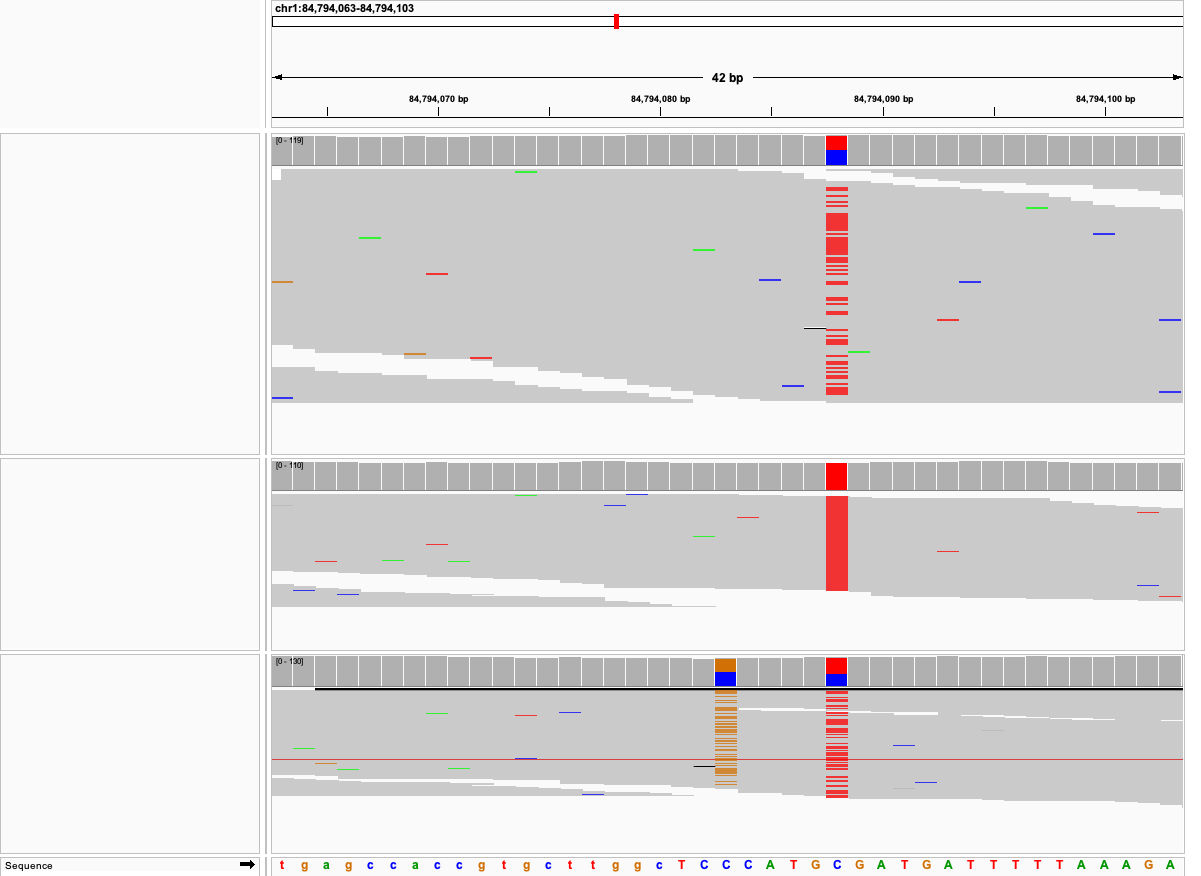 chr1:84,794,063-84,794,103
42 bp
84,794,070 bp 84,794,080 bp 84,794,090 bp 84,794,100 bp
[0 - 119]
[0 - 110]
[0 - 130]
Sequence t g a g c c a c c g t g c t t g g c T C C C A T G C G A T G A T T T T T A A A G A